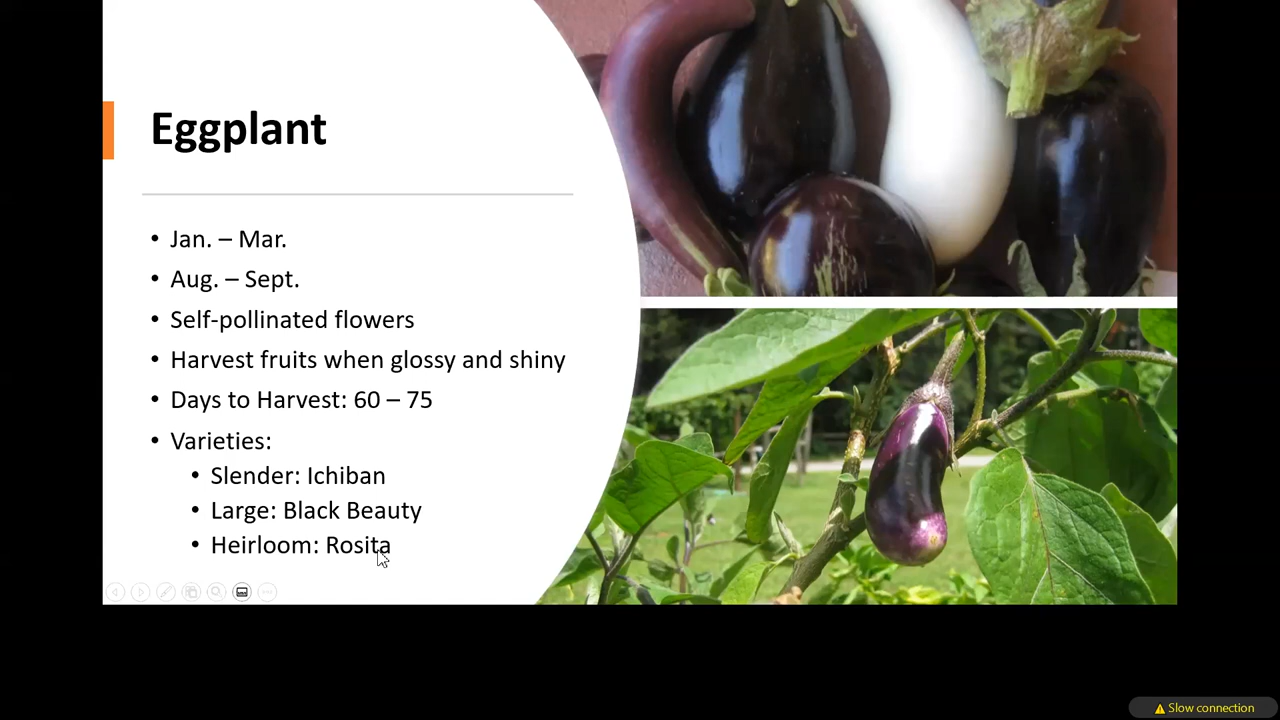 Eggplant
• Jan. – Mar.
• Aug. – Sept.
• Self-pollinated flowers
• Harvest fruits when glossy and shiny
• Days to Harvest: 60 – 75
• Varieties:
• Slender: Ichiban
• Large: Black Beauty
• Heirloom: Rosita
Slow connection